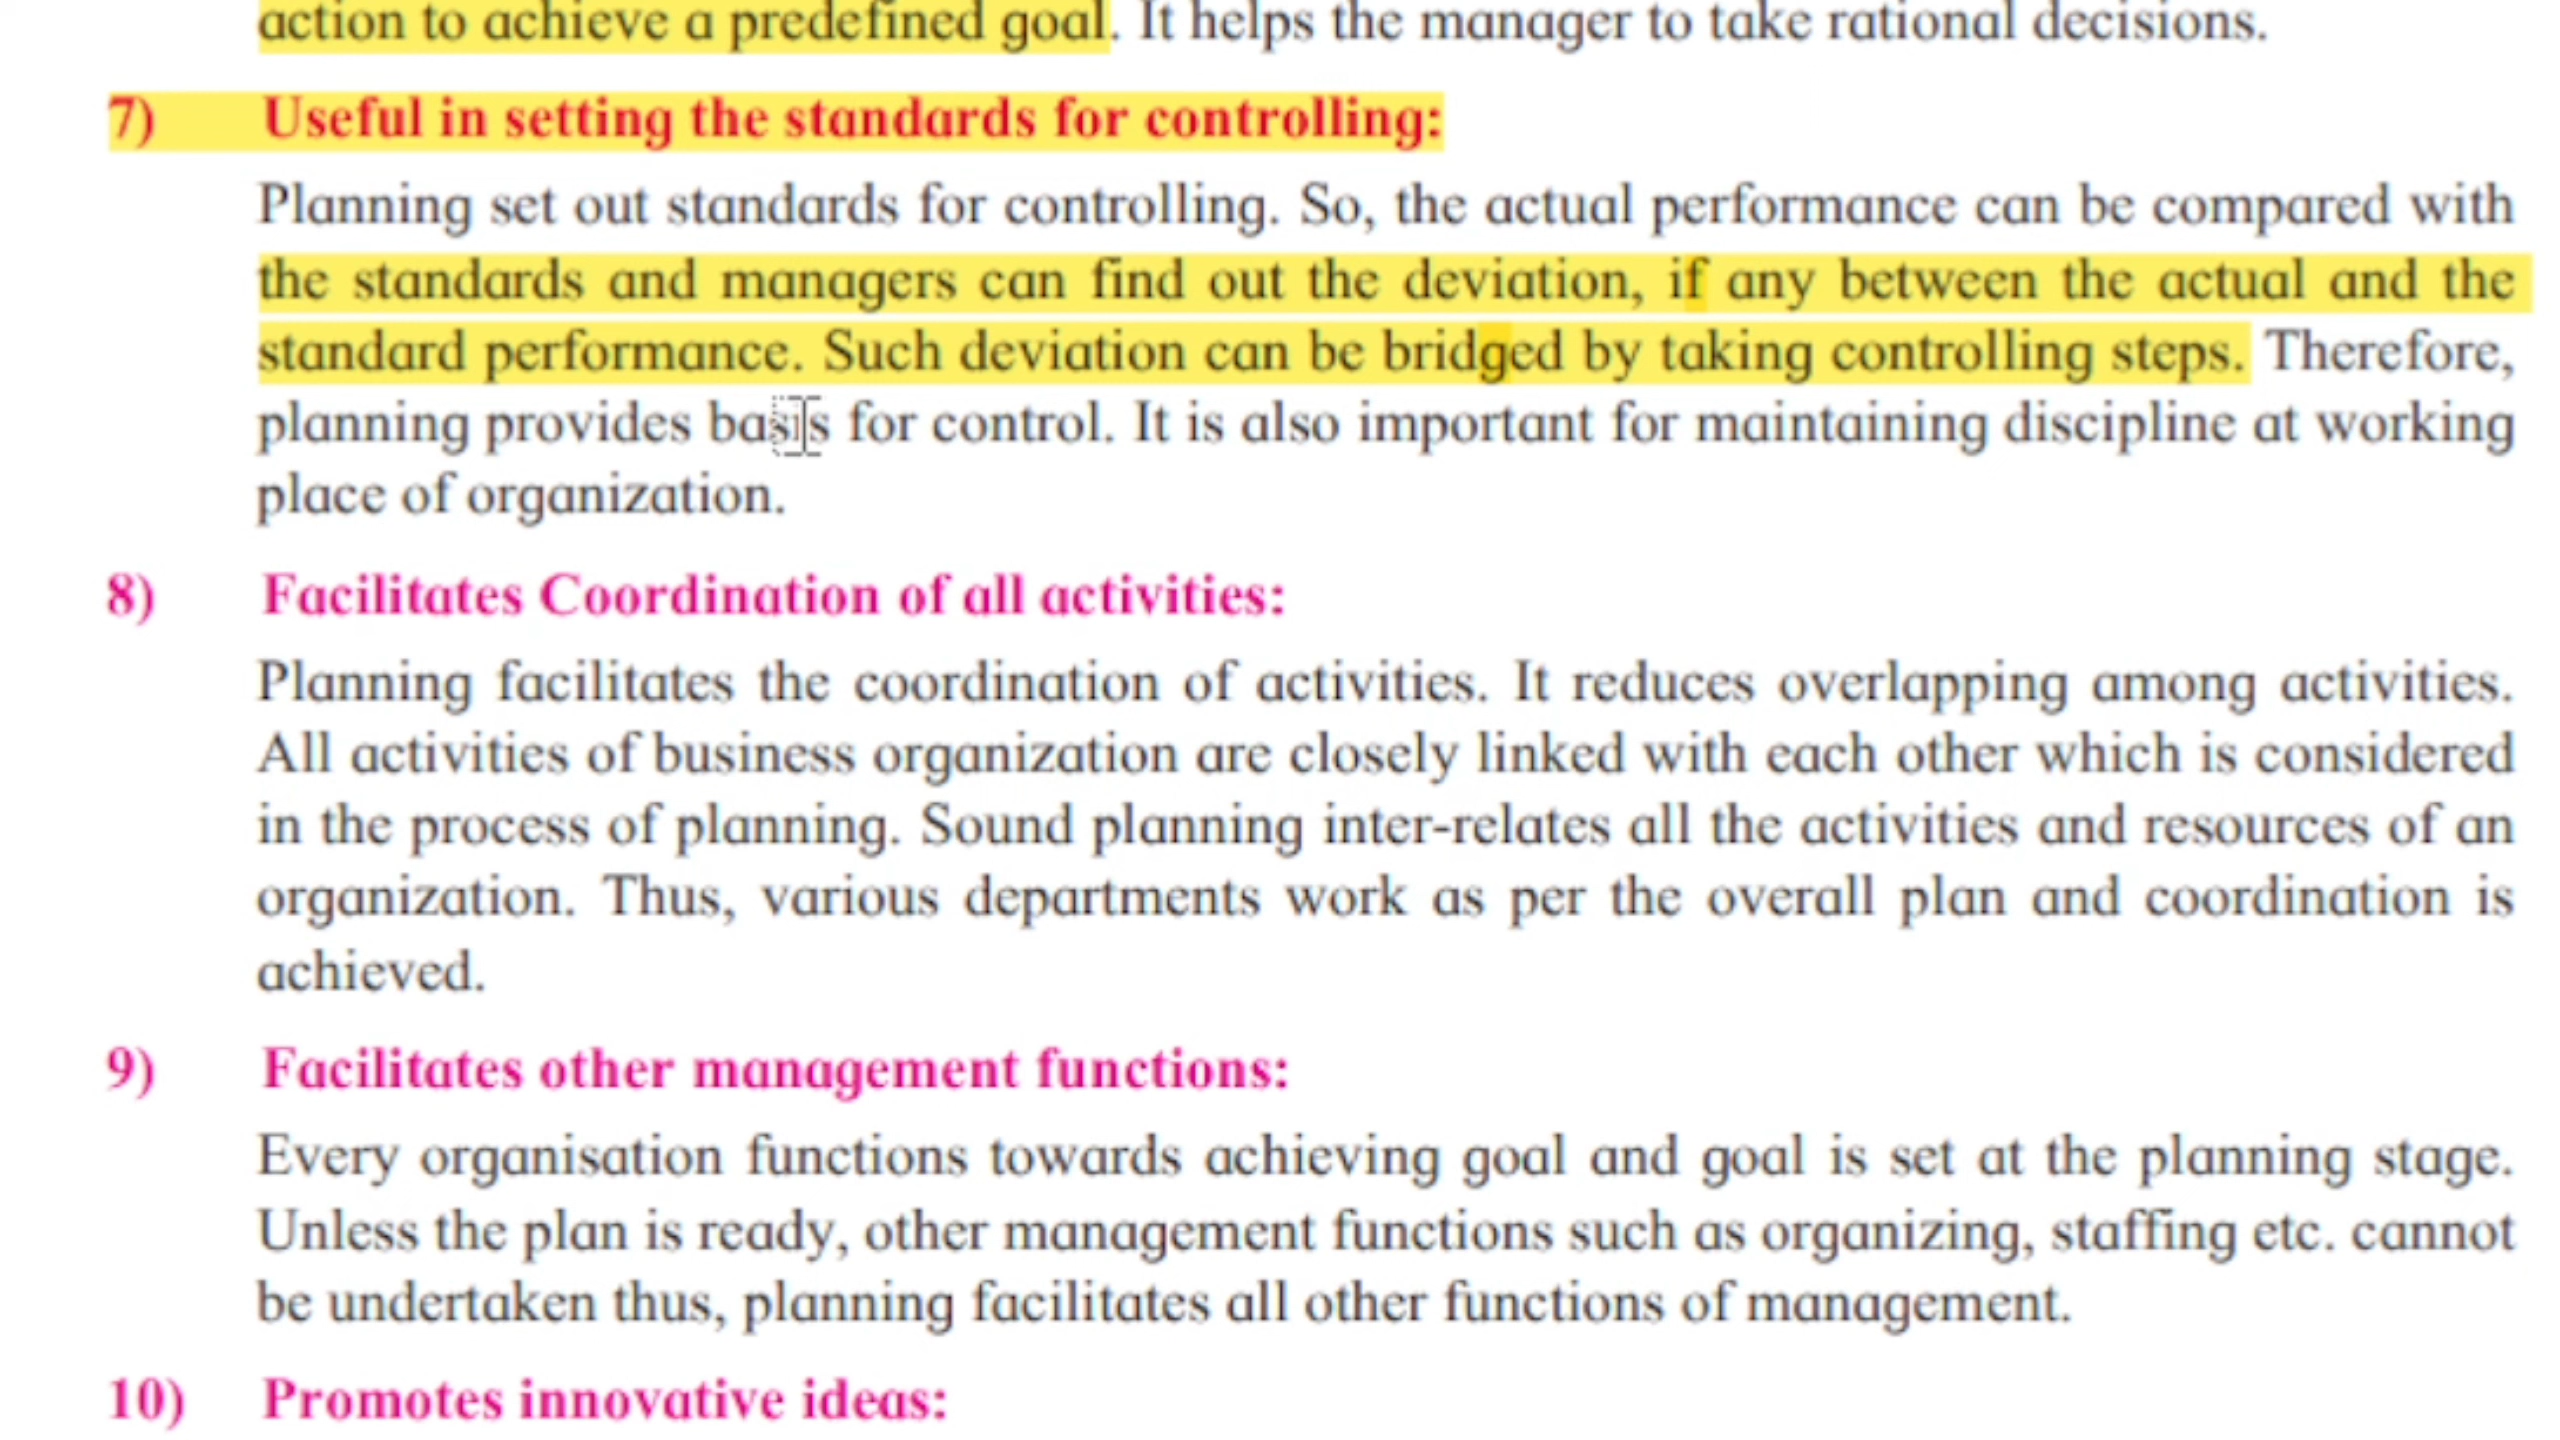 action to achieve a predefined goal. It helps the manager to take rational decisions.
7) Useful in setting the standards for controlling:
Planning set out standards for controlling. So, the actual performance can be compared with
the standards and managers can find out the deviation, if any between the actual and the
standard performance. Such deviation can be bridged by taking controlling steps. Therefore,
planning provides basis for control. It is also important for maintaining discipline at working
place of organization.
8) Facilitates Coordination of all activities:
Planning facilitates the coordination of activities. It reduces overlapping among activities.
All activities of business organization are closely linked with each other which is considered
in the process of planning. Sound planning inter-relates all the activities and resources of an
organization. Thus, various departments work as per the overall plan and coordination is
achieved.
9) Facilitates other management functions:
Every organisation functions towards achieving goal and goal is set at the planning stage.
Unless the plan is ready, other management functions such as organizing, staffing etc. cannot
be undertaken thus, planning facilitates all other functions of management.
10) Promotes innovative ideas: